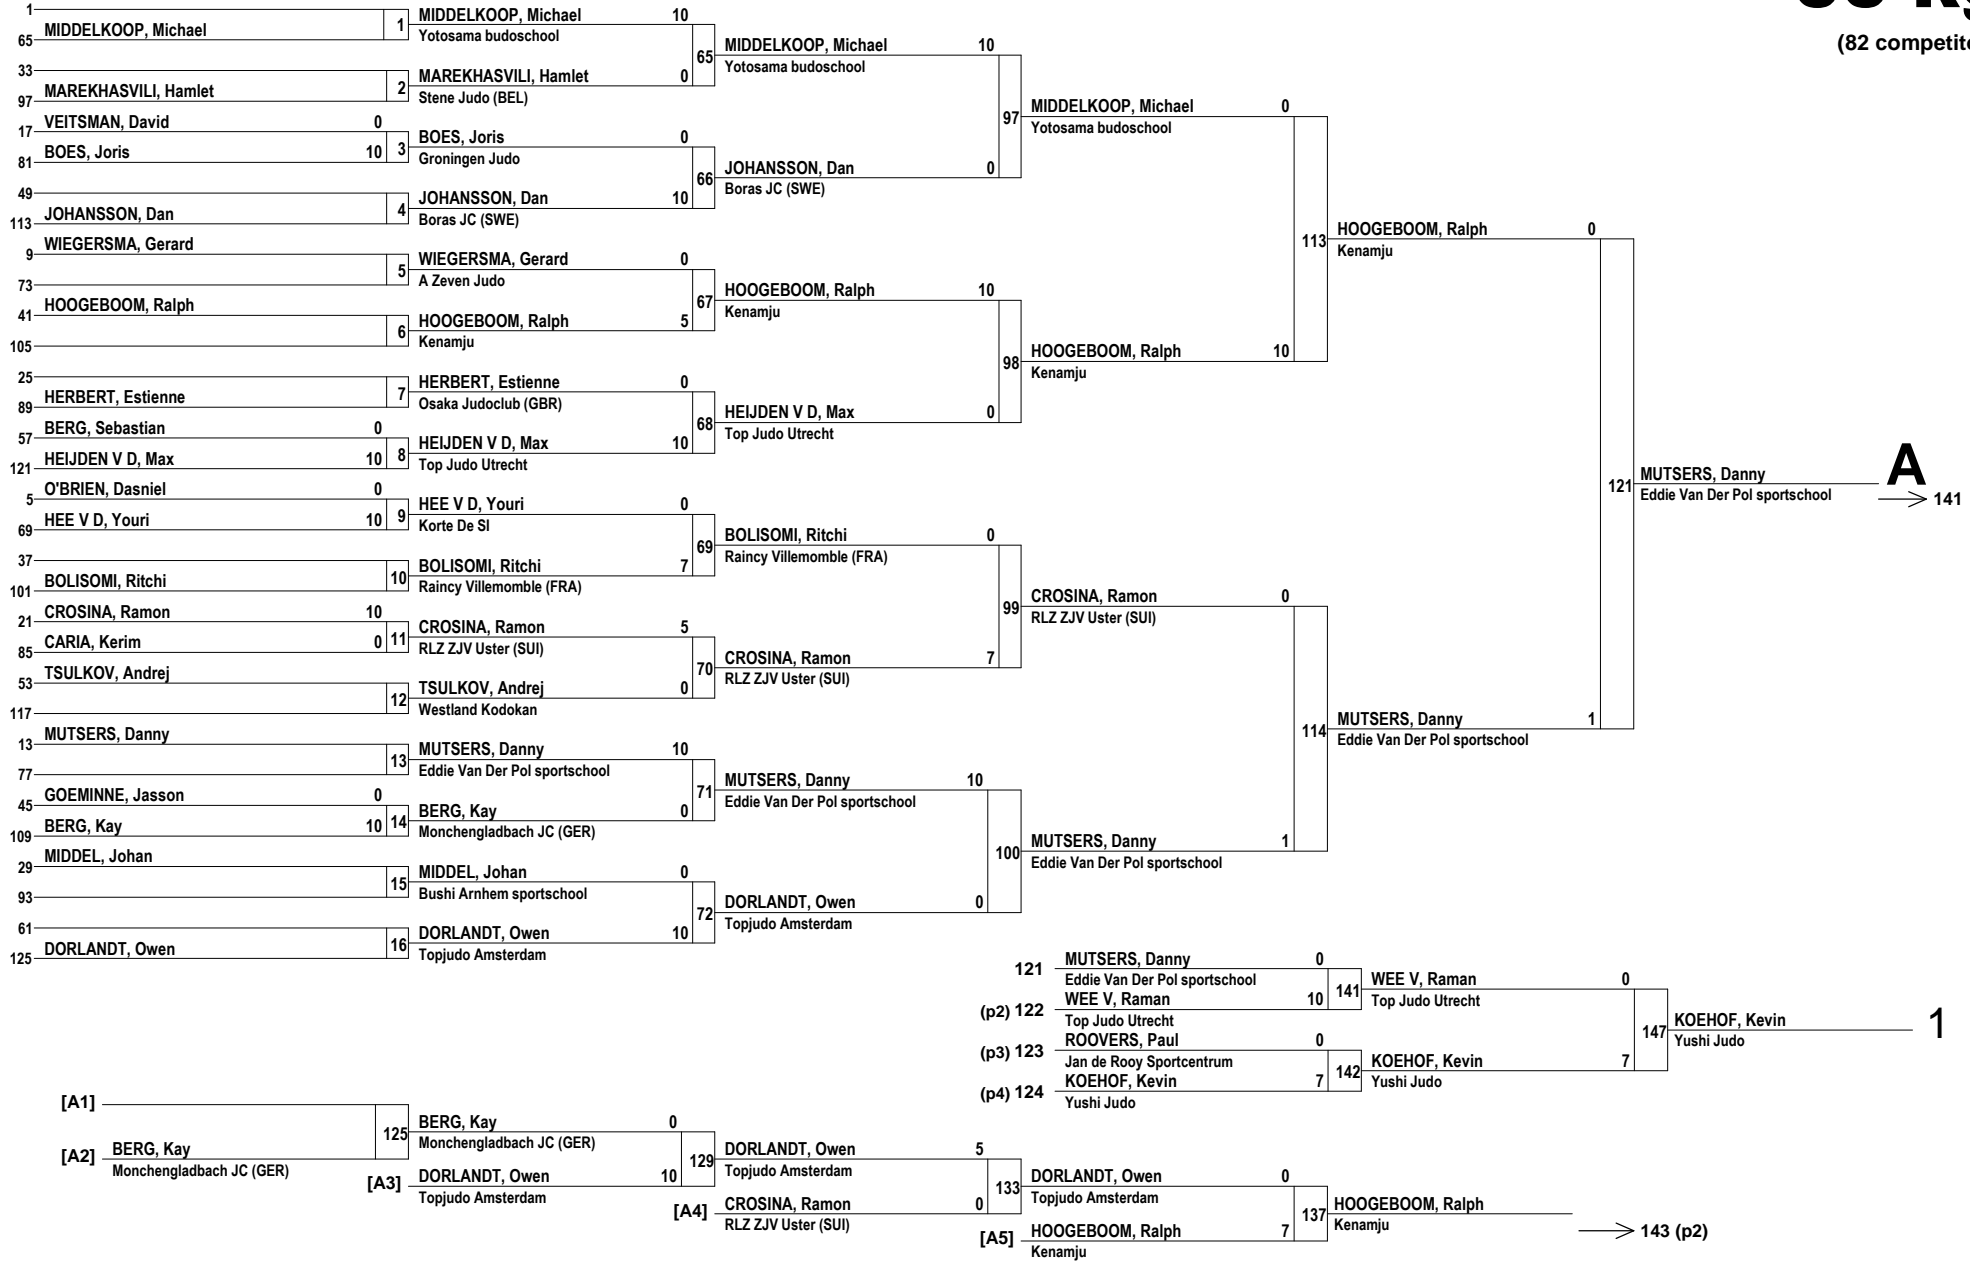 (82 competit
1
MIDDELKOOP, Michael
65
1
MIDDELKOOP, Michael 10
Yotosama budoschool
33
MAREKHASVILI, Hamlet
97
2
MAREKHASVILI, Hamlet 0
Stene Judo (BEL)
65
MIDDELKOOP, Michael 10
Yotosama budoschool
VEITSMAN, David 0
17
BOES, Joris 10
81
3
BOES, Joris 0
Groningen Judo
49
JOHANSSON, Dan
113
4
JOHANSSON, Dan 10
Boras JC (SWE)
66
JOHANSSON, Dan 0
Boras JC (SWE)
97
MIDDELKOOP, Michael 0
Yotosama budoschool
WIEGERSMA, Gerard
9
73
5
WIEGERSMA, Gerard 0
A Zeven Judo
HOOGEBOOM, Ralph
41
105
6
HOOGEBOOM, Ralph 5
Kenamju
67
HOOGEBOOM, Ralph 10
Kenamju
25
HERBERT, Estienne
89
7
HERBERT, Estienne 0
Osaka Judoclub (GBR)
BERG, Sebastian 0
57
HEIJDEN V D, Max 10
121
8
HEIJDEN V D, Max 10
Top Judo Utrecht
68
HEIJDEN V D, Max 0
Top Judo Utrecht
98
HOOGEBOOM, Ralph 10
Kenamju
113
HOOGEBOOM, Ralph 0
Kenamju
O'BRIEN, Dasniel 0
5
HEE V D, Youri 10
69
9
HEE V D, Youri 0
Korte De Sl
37
BOLISOMI, Ritchi
101
10
BOLISOMI, Ritchi 7
Raincy Villemomble (FRA)
69
BOLISOMI, Ritchi 0
Raincy Villemomble (FRA)
CROSINA, Ramon 10
21
CARIA, Kerim 0
85
11
CROSINA, Ramon 5
RLZ ZJV Uster (SUI)
TSULKOV, Andrej
53
117
12
TSULKOV, Andrej 0
Westland Kodokan
70
CROSINA, Ramon 7
RLZ ZJV Uster (SUI)
99
CROSINA, Ramon 0
RLZ ZJV Uster (SUI)
MUTSERS, Danny
13
77
13
MUTSERS, Danny 10
Eddie Van Der Pol sportschool
GOEMINNE, Jasson 0
45
BERG, Kay 10
109
14
BERG, Kay 0
Monchengladbach JC (GER)
71
MUTSERS, Danny 10
Eddie Van Der Pol sportschool
MIDDEL, Johan
29
93
15
MIDDEL, Johan 0
Bushi Arnhem sportschool
61
DORLANDT, Owen
125
16
DORLANDT, Owen 10
Topjudo Amsterdam
72
DORLANDT, Owen 0
Topjudo Amsterdam
100
MUTSERS, Danny 1
Eddie Van Der Pol sportschool
114
MUTSERS, Danny 1
Eddie Van Der Pol sportschool
121
MUTSERS, Danny
Eddie Van Der Pol sportschool
A
141
121
MUTSERS, Danny 0
Eddie Van Der Pol sportschool
(p2) 122
WEE V, Raman 10
Top Judo Utrecht
141
WEE V, Raman 0
Top Judo Utrecht
(p3) 123
ROOVERS, Paul 0
Jan de Rooy Sportcentrum
(p4) 124
KOEHOF, Kevin 7
Yushi Judo
142
KOEHOF, Kevin 7
Yushi Judo
147
KOEHOF, Kevin
Yushi Judo
1
[A1]
[A2]
BERG, Kay
Monchengladbach JC (GER)
125
BERG, Kay 0
Monchengladbach JC (GER)
[A3]
DORLANDT, Owen 10
Topjudo Amsterdam
129
DORLANDT, Owen 5
Topjudo Amsterdam
[A4]
CROSINA, Ramon 0
RLZ ZJV Uster (SUI)
133
DORLANDT, Owen 0
Topjudo Amsterdam
[A5]
HOOGEBOOM, Ralph 7
Kenamju
137
HOOGEBOOM, Ralph
Kenamju
143 (p2)